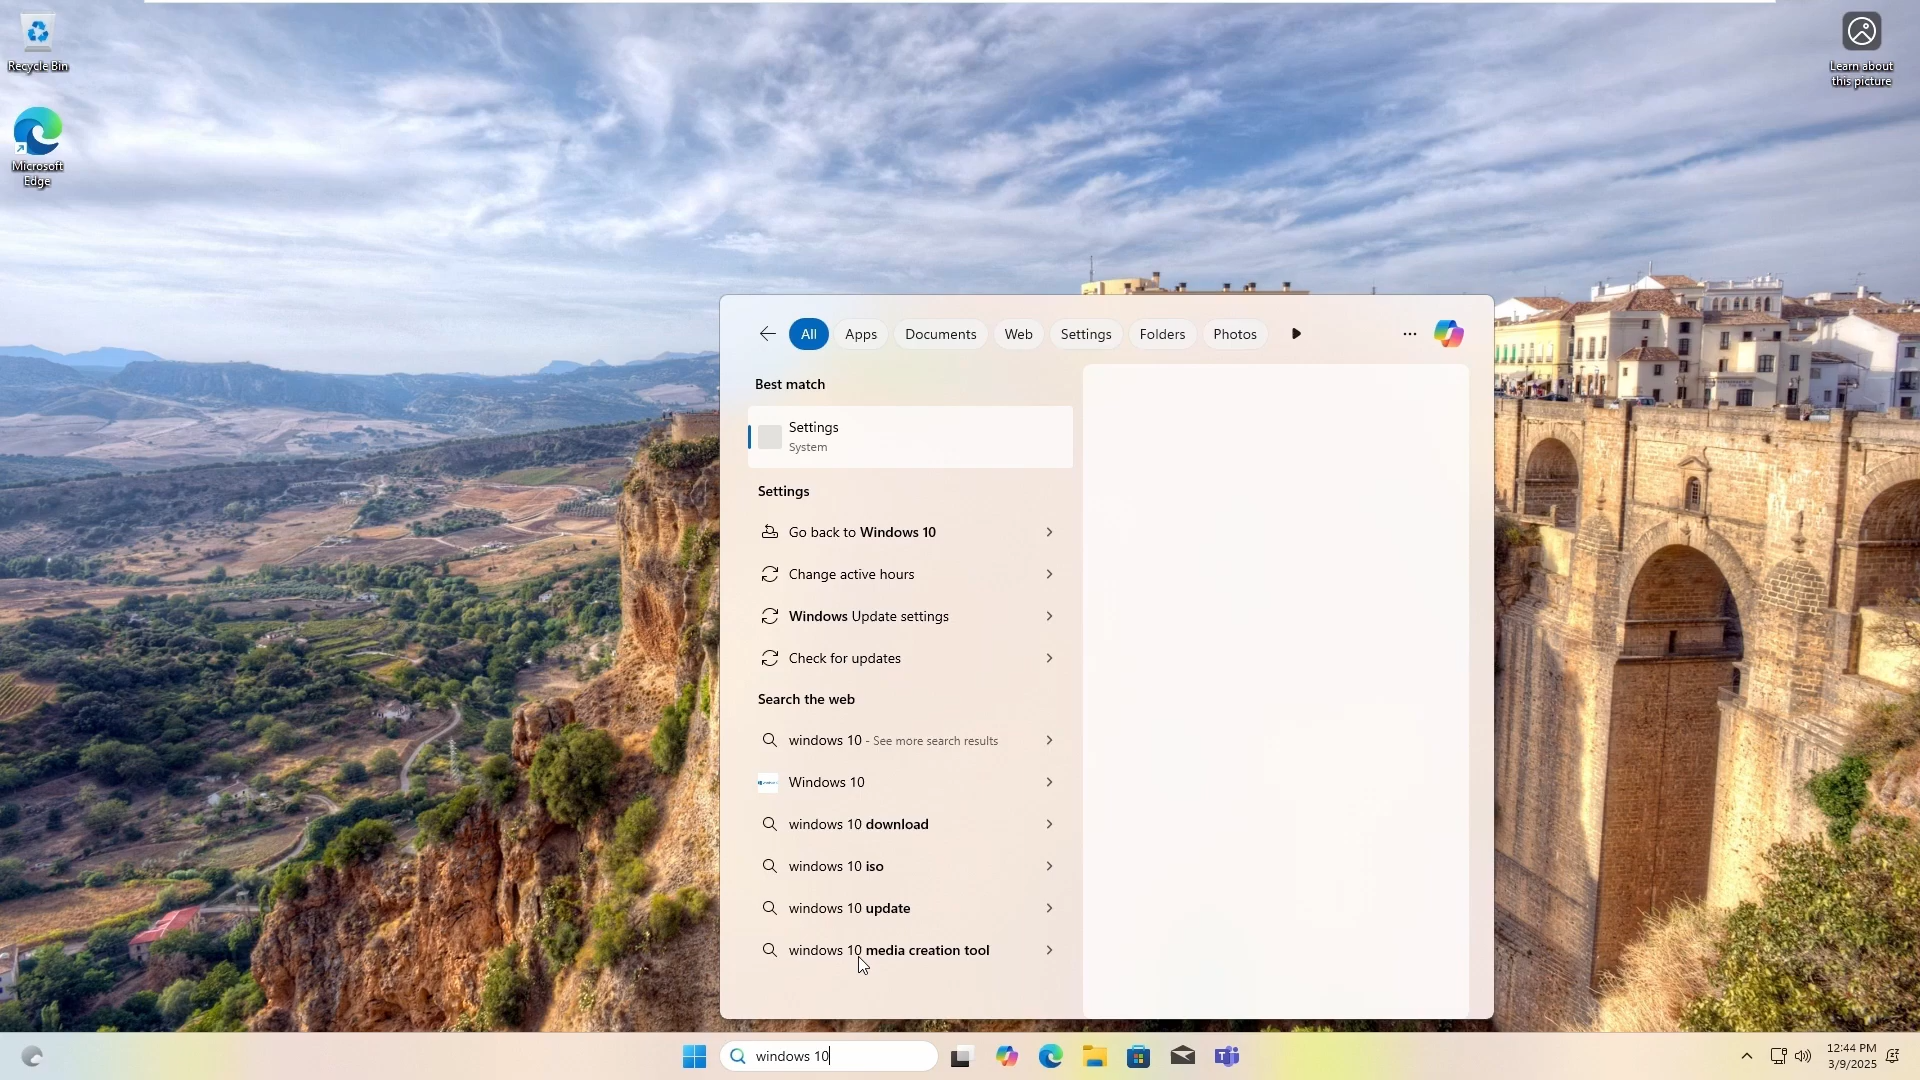 Recycle Bin
Microsoft
Edge
Learn about
this picture
All
Apps
Documents
Web
Settings
Folders
Photos
Best match
Settings
System
Settings
Go back to Windows 10
Change active hours
Windows Update settings
Check for updates
Search the web
windows 10 - See more search results
Windows 10
windows 10 download
windows 10 iso
windows 10 update
windows 10 media creation tool
windows 10
12:44 PM
3/9/2025